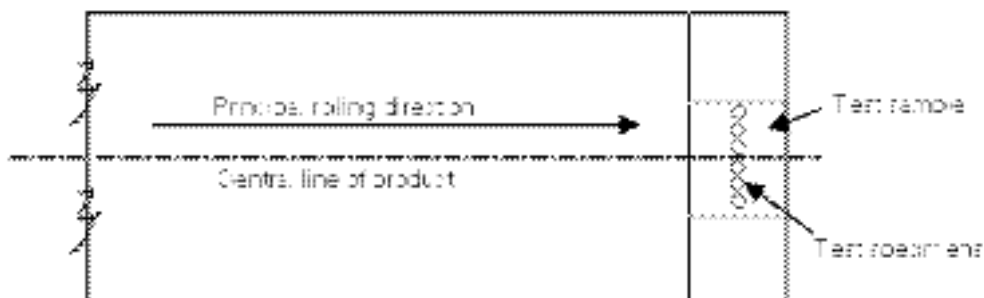 Principal rolling direction
Test sample
Central line of product
Test specimens